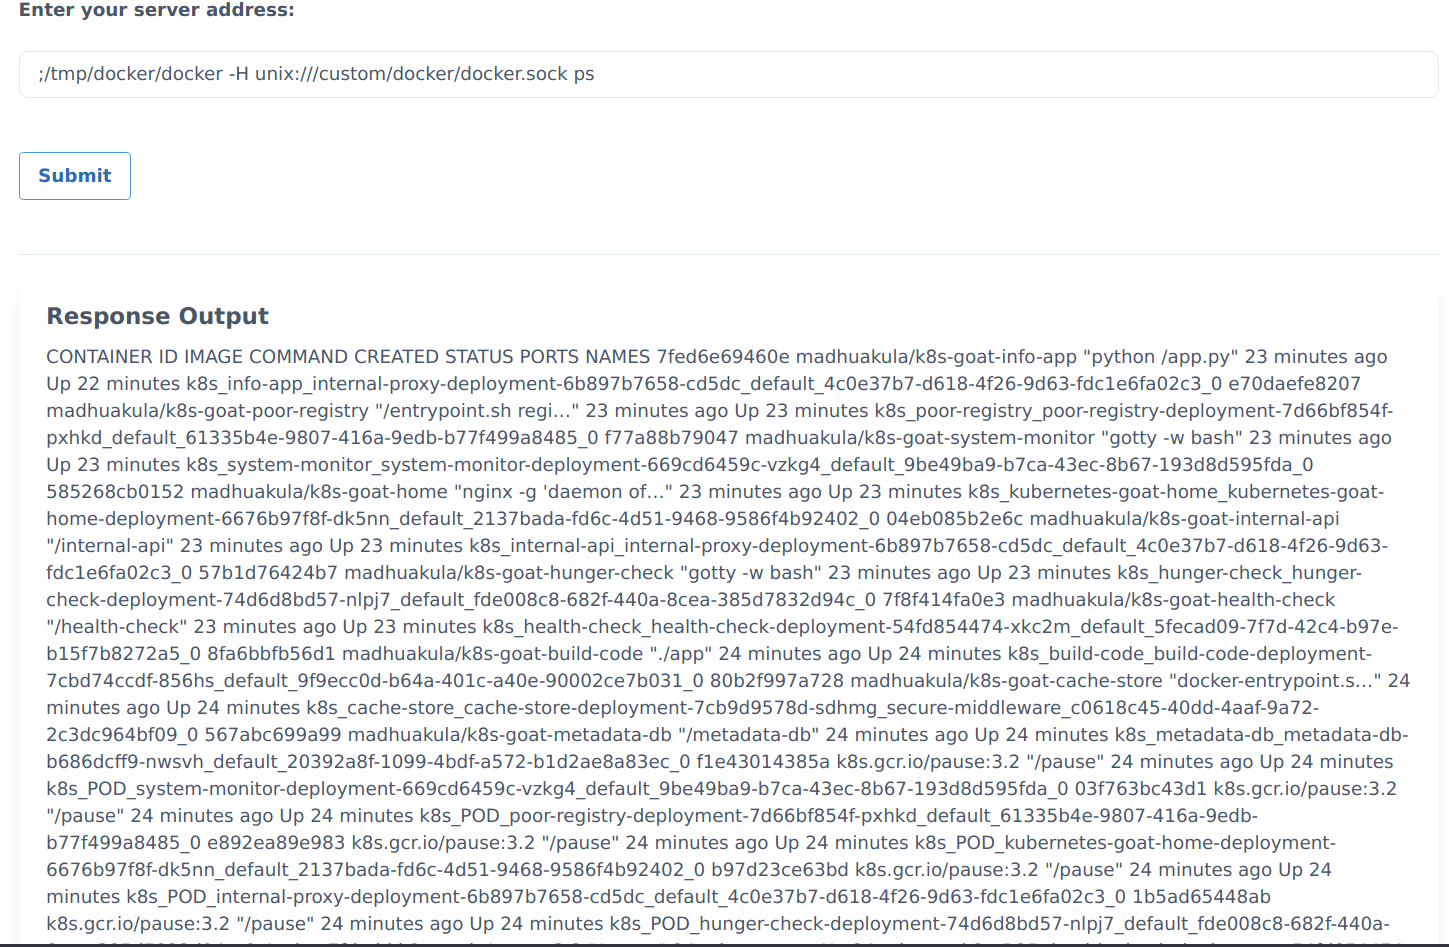 Enter your server address:
;/tmp/docker/docker -H unix:///custom/docker/docker.sock ps
Submit
Response Output
CONTAINER ID IMAGE COMMAND CREATED STATUS PORTS NAMES 7fed6e69460e madhuakula/k8s-goat-info-app "python /app.py" 23 minutes ago
Up 22 minutes k8s_info-app_internal-proxy-deployment-6b897b7658-cd5dc_default_4c0e37b7-d618-4f26-9d63-fdc1e6fa02c3_0 e70daefe8207
madhuakula/k8s-goat-poor-registry "/entrypoint.sh regi…" 23 minutes ago Up 23 minutes k8s_poor-registry_poor-registry-deployment-7d66bf854f-
pxhkd_default_61335b4e-9807-416a-9edb-b77f499a8485_0 f77a88b79047 madhuakula/k8s-goat-system-monitor "gotty -w bash" 23 minutes ago
Up 23 minutes k8s_system-monitor_system-monitor-deployment-669cd6459c-vzkg4_default_9be49ba9-b7ca-43ec-8b67-193d8d595fda_0
585268cb0152 madhuakula/k8s-goat-home "nginx -g 'daemon of…" 23 minutes ago Up 23 minutes k8s_kubernetes-goat-home_kubernetes-goat-
home-deployment-6676b97f8f-dk5nn_default_2137bada-fd6c-4d51-9468-9586f4b92402_0 04eb085b2e6c madhuakula/k8s-goat-internal-api
"/internal-api" 23 minutes ago Up 23 minutes k8s_internal-api_internal-proxy-deployment-6b897b7658-cd5dc_default_4c0e37b7-d618-4f26-9d63-
fdc1e6fa02c3_0 57b1d76424b7 madhuakula/k8s-goat-hunger-check "gotty -w bash" 23 minutes ago Up 23 minutes k8s_hunger-check_hunger-
check-deployment-74d6d8bd57-nlpj7_default_fde008c8-682f-440a-8cea-385d7832d94c_0 7f8f414fa0e3 madhuakula/k8s-goat-health-check
"/health-check" 23 minutes ago Up 23 minutes k8s_health-check_health-check-deployment-54fd854474-xkc2m_default_5fecad09-7f7d-42c4-b97e-
b15f7b8272a5_0 8fa6bbfb56d1 madhuakula/k8s-goat-build-code "./app" 24 minutes ago Up 24 minutes k8s_build-code_build-code-deployment-
7cbd74ccdf-856hs_default_9f9ecc0d-b64a-401c-a40e-90002ce7b031_0 80b2f997a728 madhuakula/k8s-goat-cache-store "docker-entrypoint.s…" 24
minutes ago Up 24 minutes k8s_cache-store_cache-store-deployment-7cb9d9578d-sdhmg_secure-middleware_c0618c45-40dd-4aaf-9a72-
2c3dc964bf09_0 567abc699a99 madhuakula/k8s-goat-metadata-db "/metadata-db" 24 minutes ago Up 24 minutes k8s_metadata-db_metadata-db-
b686dcff9-nwsvh_default_20392a8f-1099-4bdf-a572-b1d2ae8a83ec_0 f1e43014385a k8s.gcr.io/pause:3.2 "/pause" 24 minutes ago Up 24 minutes
k8s_POD_system-monitor-deployment-669cd6459c-vzkg4_default_9be49ba9-b7ca-43ec-8b67-193d8d595fda_0 03f763bc43d1 k8s.gcr.io/pause:3.2
"/pause" 24 minutes ago Up 24 minutes k8s_POD_poor-registry-deployment-7d66bf854f-pxhkd_default_61335b4e-9807-416a-9edb-
b77f499a8485_0 e892ea89e983 k8s.gcr.io/pause:3.2 "/pause" 24 minutes ago Up 24 minutes k8s_POD_kubernetes-goat-home-deployment-
6676b97f8f-dk5nn_default_2137bada-fd6c-4d51-9468-9586f4b92402_0 b97d23ce63bd k8s.gcr.io/pause:3.2 "/pause" 24 minutes ago Up 24
minutes k8s_POD_internal-proxy-deployment-6b897b7658-cd5dc_default_4c0e37b7-d618-4f26-9d63-fdc1e6fa02c3_0 1b5ad65448ab
k8s.gcr.io/pause:3.2 "/pause" 24 minutes ago Up 24 minutes k8s_POD_hunger-check-deployment-74d6d8bd57-nlpj7_default_fde008c8-682f-440a-